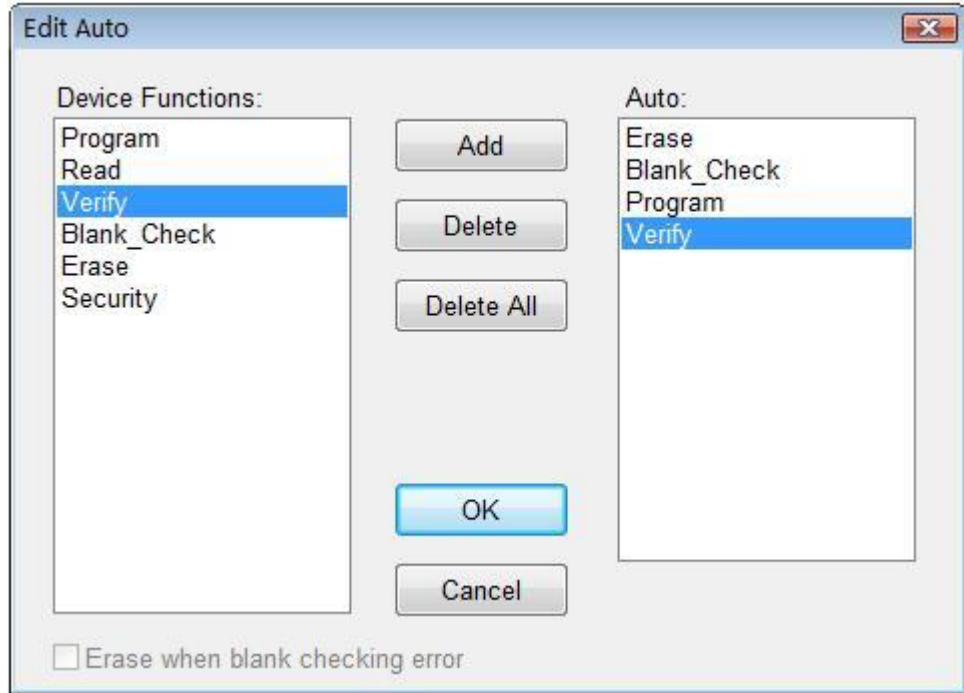 Edit Auto
Device Functions:
Program
Read
Verify
Blank_Check
Erase
Security
Add
Delete
Delete All
OK
Cancel
Auto:
Erase
Blank_Check
Program
Verify
Erase when blank checking error